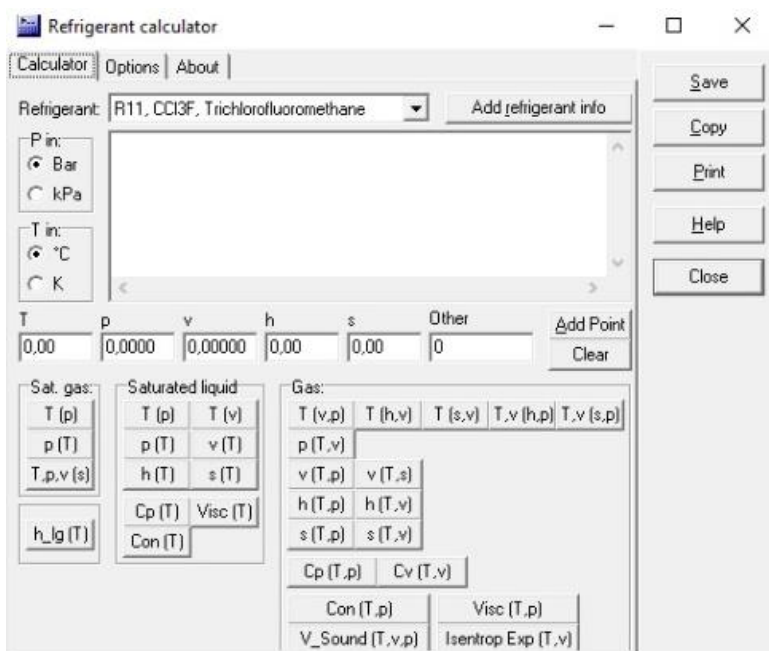 Refrigerant calculator
Calculator Options About
Refrigerant: R11, CCl3F, Trichlorofluoromethane Add refrigerant info
P in:
Bar
kPa
T in:
°C
K
T p v h s Other
0,00 0,0000 0,00000 0,00 0,00 0
Add Point
Clear
Sat. gas:
T (p)
p (T)
T,p,v (s)
h_lg (T)
Saturated liquid
T (p) T (v)
p (T) v (T)
h (T) s (T)
Cp (T) Visc (T)
Con (T)
Gas:
T (v,p) T (h,v) T (s,v) T,v (h,p) T,v (s,p)
p (T,v)
v (T,p) v (T,s)
h (T,p) h (T,v)
s (T,p) s (T,v)
Cp (T,p) Cv (T,v)
Con (T,p) Visc (T,p)
V_Sound (T,v,p) Isentrop Exp (T,v)
Save
Copy
Print
Help
Close